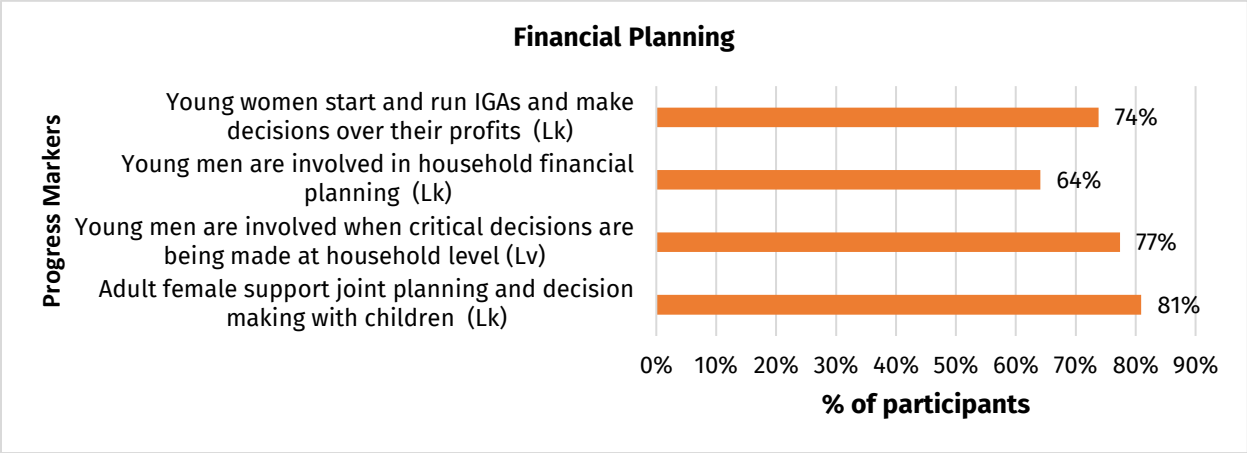 Financial Planning
Progress Markers
Young women start and run IGAs and make
decisions over their profits  (Lk)
74%
Young men are involved in household financial
planning  (Lk)
64%
Young men are involved when critical decisions are
being made at household level (Lv)
77%
Adult female support joint planning and decision
making with children  (Lk)
81%
0% 10% 20% 30% 40% 50% 60% 70% 80% 90%
% of participants